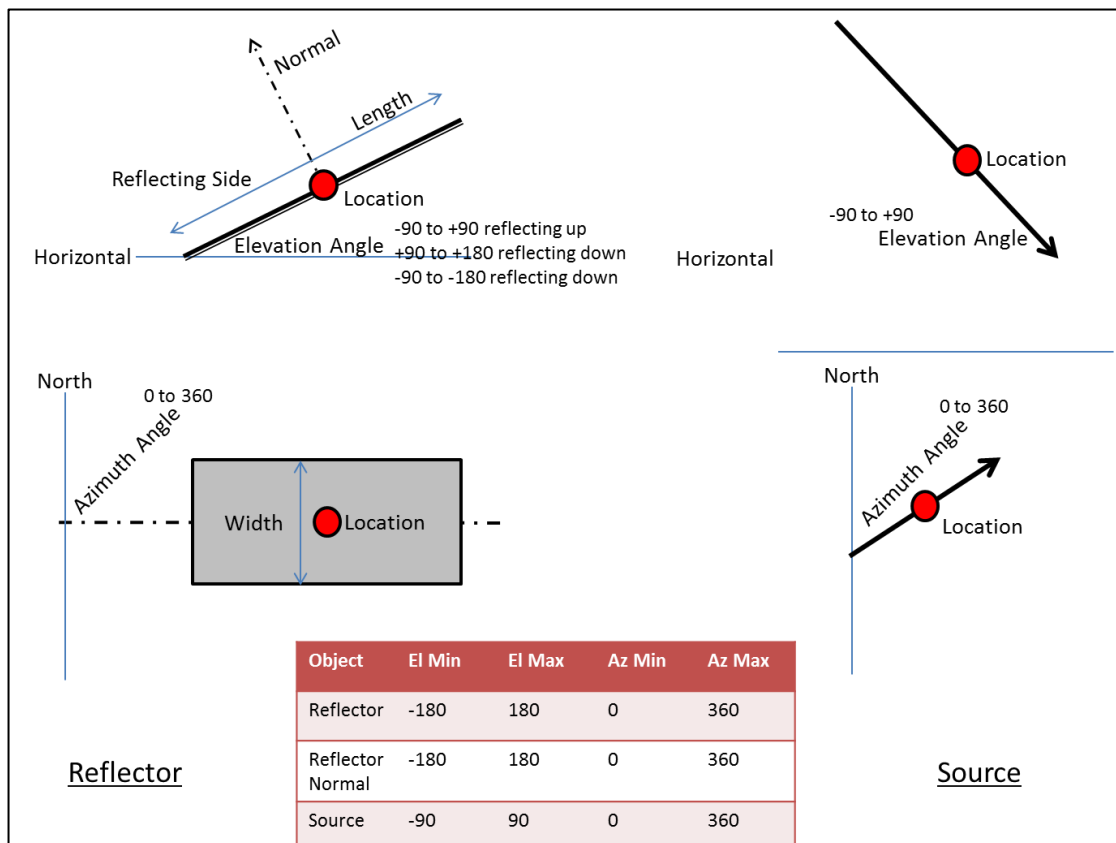 Normal
Length
Reflecting Side
Location
Elevation Angle
-90 to +90 reflecting up
+90 to +180 reflecting down
-90 to -180 reflecting down
Horizontal
Location
-90 to +90
Elevation Angle
Horizontal
North
0 to 360
Azimuth Angle
Width
Location
North
0 to 360
Azimuth Angle
Location
Object El Min El Max Az Min Az Max
Reflector -180 180 0 360
Reflector Normal -180 180 0 360
Source -90 90 0 360
Reflector
Source